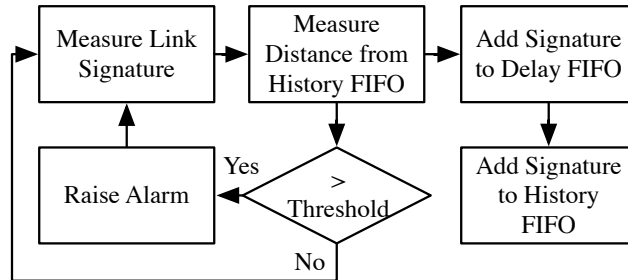 Measure Link
Signature
Measure
Distance from
History FIFO
Add Signature
to Delay FIFO
Raise Alarm
Yes
>
Threshold
No
Add Signature
to History
FIFO